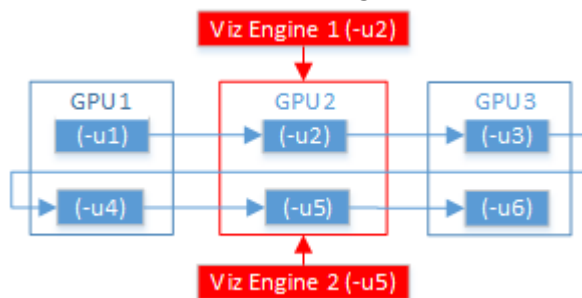 Viz Engine 1 (-u2)
GPU1 GPU2 GPU3
(-u1) (-u2) (-u3)
(-u4) (-u5) (-u6)
Viz Engine 2 (-u5)